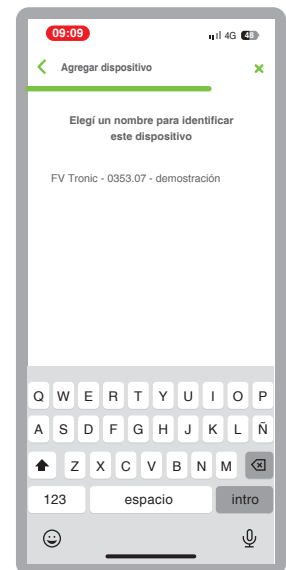 09:09
4G 48
Agregar dispositivo
Elegí un nombre para identificar
este dispositivo
FV Tronic - 0353.07 - demostración
Q W E R T Y U I O P
A S D F G H J K L Ñ
Z X C V B N M
123 espacio intro